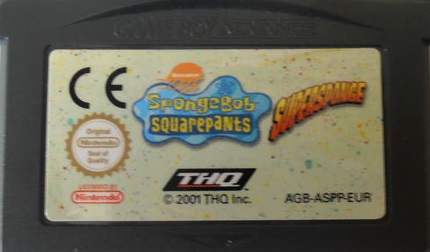 GAME BOY ADVANCE
CE
Nickelodeon
SpongeBob
SQUAREPANTS
SUPERSPONGE
Original
Nintendo
Seal of
Quality
LICENSED BY
Nintendo
THQ
© 2001 THQ Inc.
AGB-ASPP-EUR